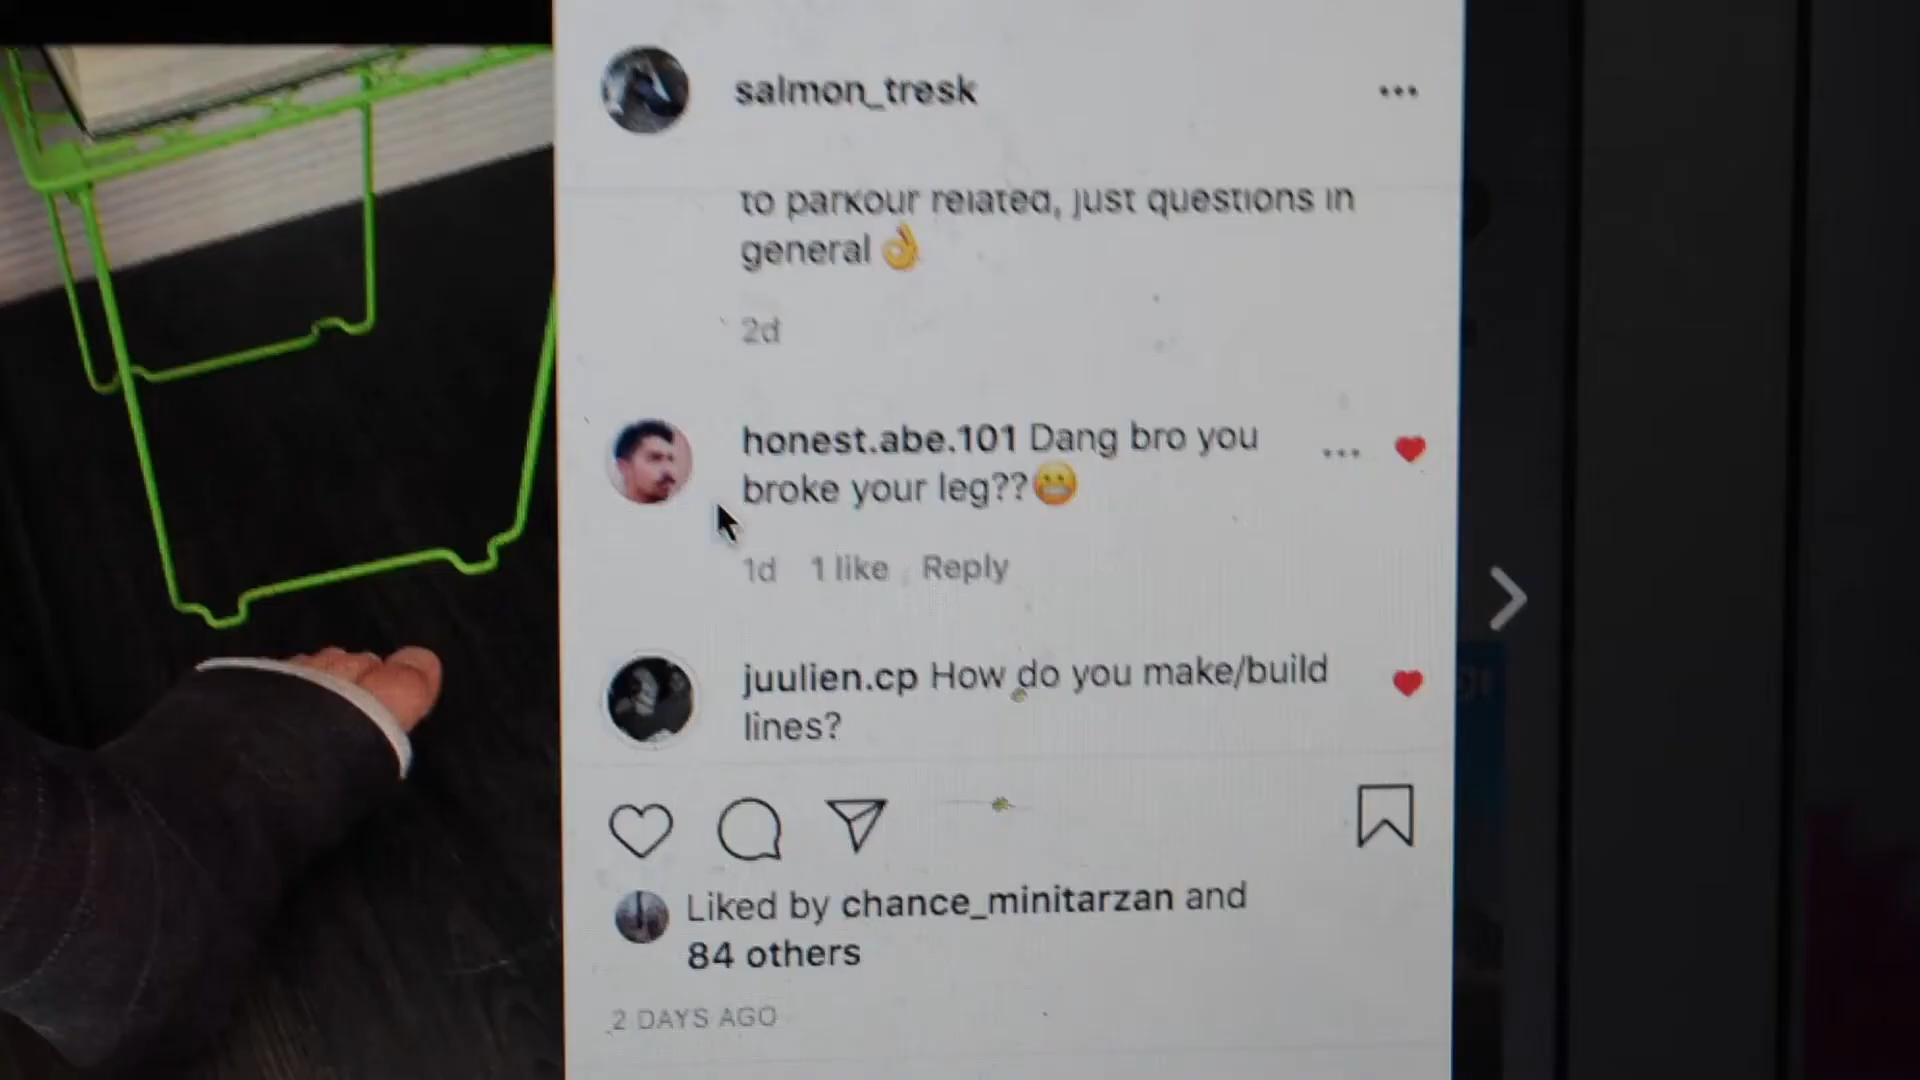 salmon_tresk
to parkour related, just questions in
general 👌
2d
honest.abe.101 Dang bro you
broke your leg??😬
1d 1 like Reply
juulien.cp How do you make/build
lines?
Liked by chance_minitarzan and
84 others
2 DAYS AGO